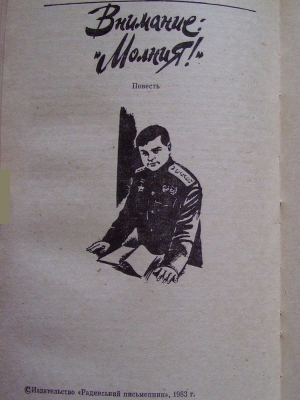 Внимание:
"Молния!"
Повесть
©Издательство «Радянський письменник», 1983 г.